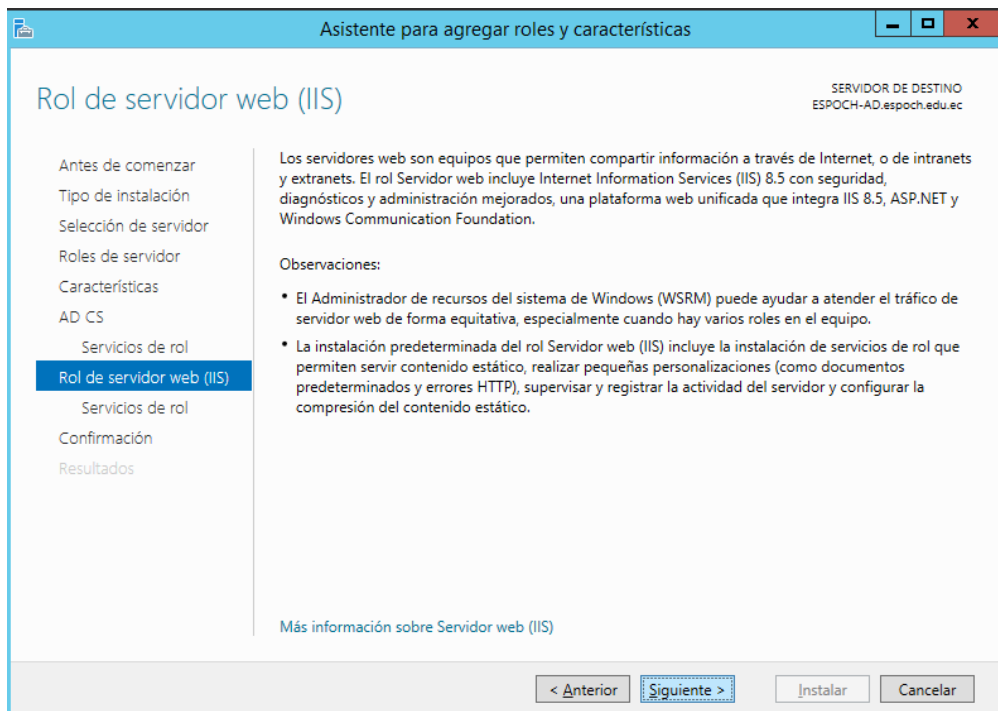 Asistente para agregar roles y características
Rol de servidor web (IIS)
SERVIDOR DE DESTINO
ESPOCH-AD.espoch.edu.ec
Antes de comenzar
Tipo de instalación
Selección de servidor
Roles de servidor
Características
AD CS
Servicios de rol
Rol de servidor web (IIS)
Servicios de rol
Confirmación
Resultados
Los servidores web son equipos que permiten compartir información a través de Internet, o de intranets
y extranets. El rol Servidor web incluye Internet Information Services (IIS) 8.5 con seguridad,
diagnósticos y administración mejorados, una plataforma web unificada que integra IIS 8.5, ASP.NET y
Windows Communication Foundation.
Observaciones:
• El Administrador de recursos del sistema de Windows (WSRM) puede ayudar a atender el tráfico de
servidor web de forma equitativa, especialmente cuando hay varios roles en el equipo.
• La instalación predeterminada del rol Servidor web (IIS) incluye la instalación de servicios de rol que
permiten servir contenido estático, realizar pequeñas personalizaciones (como documentos
predeterminados y errores HTTP), supervisar y registrar la actividad del servidor y configurar la
compresión del contenido estático.
Más información sobre Servidor web (IIS)
< Anterior
Siguiente >
Instalar
Cancelar